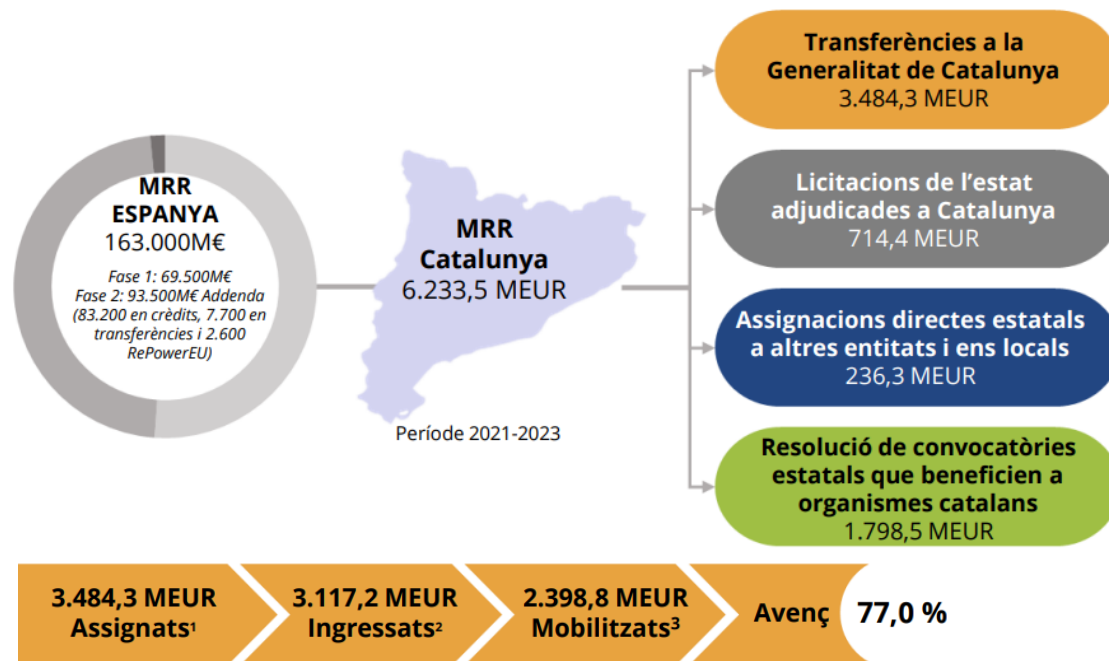 MRR
ESPANYA
163.000M€
Fase 1: 69.500M€
Fase 2: 93.500M€ Addenda
(83.200 en crèdits, 7.700 en
transferències i 2.600
RePowerEU)
MRR
Catalunya
6.233,5 MEUR
Període 2021-2023
Transferències a la
Generalitat de Catalunya
3.484,3 MEUR
Licitacions de l’estat
adjudicades a Catalunya
714,4 MEUR
Assignacions directes estatals
a altres entitats i ens locals
236,3 MEUR
Resolució de convocatòries
estatals que beneficien a
organismes catalans
1.798,5 MEUR
3.484,3 MEUR
Assignats¹
3.117,2 MEUR
Ingressats²
2.398,8 MEUR
Mobilitzats³
Avenç 77,0 %